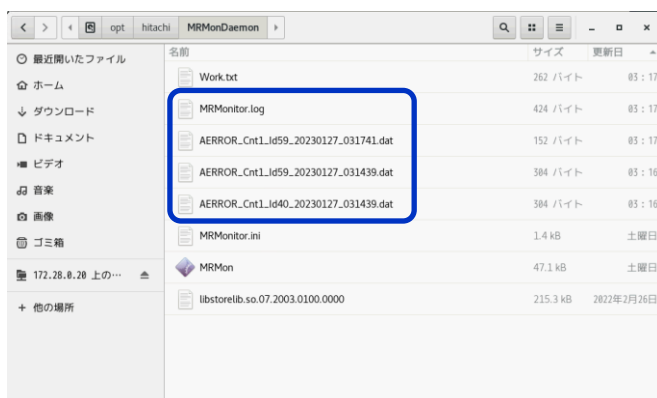 opt hitachi MRMonDaemon
最近開いたファイル
ホーム
ダウンロード
ドキュメント
ビデオ
音楽
画像
ゴミ箱
172.28.0.20 上の…
+ 他の場所
名前 サイズ 更新日
Work.txt 262 バイト 03：17
MRMonitor.log 424 バイト 03：17
AERROR_Cnt1_Id59_20230127_031741.dat 152 バイト 03：17
AERROR_Cnt1_Id59_20230127_031439.dat 304 バイト 03：16
AERROR_Cnt1_Id40_20230127_031439.dat 304 バイト 03：16
MRMonitor.ini 1.4 kB 土曜日
MRMon 47.1 kB 土曜日
libstorelib.so.07.2003.0100.0000 215.3 kB 2022年2月26日